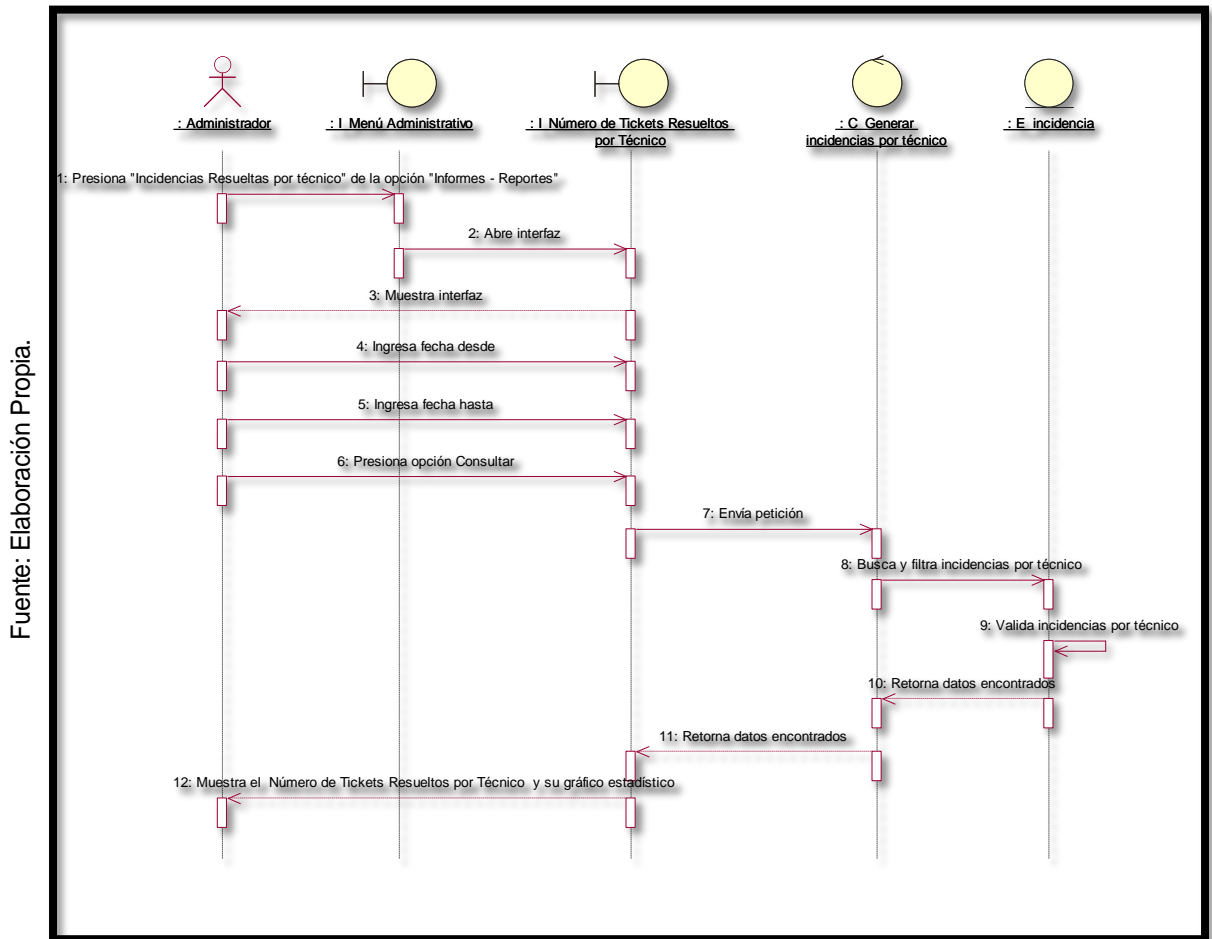 : Administrador
: I_Menú Administrativo
: I_Número de Tickets Resueltos
por Técnico
: C_Generar
incidencias por técnico
: E_incidencia
1: Presiona "Incidencias Resueltas por técnico" de la opción "Informes - Reportes"
2: Abre interfaz
3: Muestra interfaz
4: Ingresa fecha desde
5: Ingresa fecha hasta
6: Presiona opción Consultar
7: Envía petición
8: Busca y filtra incidencias por técnico
9: Valida incidencias por técnico
10: Retorna datos encontrados
11: Retorna datos encontrados
12: Muestra el  Número de Tickets Resueltos por Técnico  y su gráfico estadístico
Fuente: Elaboración Propia.